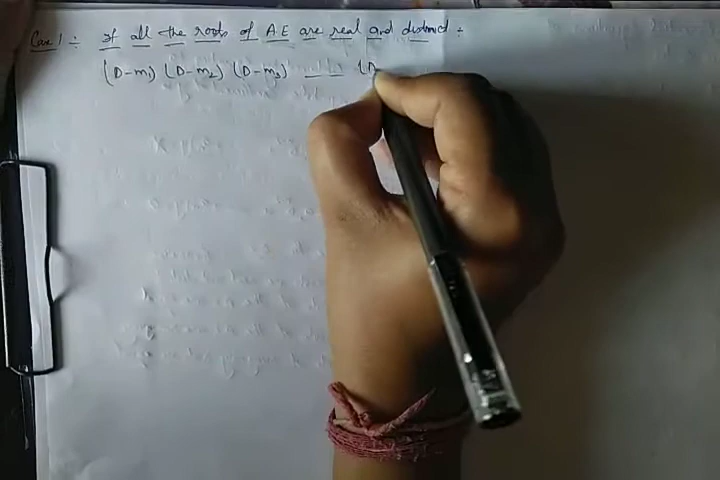 Case 1 :- If all the roots of A.E are real and distinct :-
(D-m₁) (D-m₂) (D-m₃) — — (D